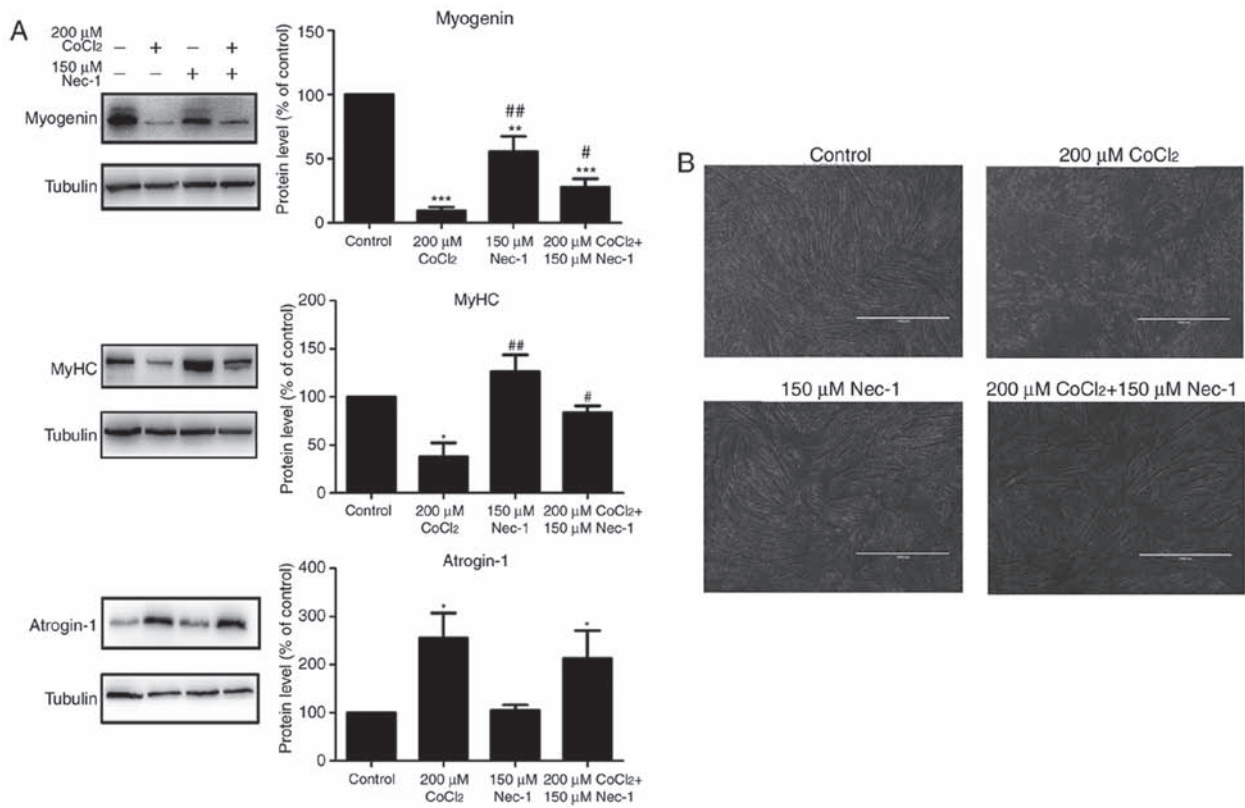 A
200 μM
CoCl₂
− + − +
150 μM
Nec-1
− − + +
Myogenin
Tubulin
Myogenin
Protein level (% of control)
150
100
50
0
##
#
***
**
***
Control
200 μM
CoCl₂
150 μM
Nec-1
200 μM CoCl₂+
150 μM Nec-1
MyHC
Tubulin
MyHC
Protein level (% of control)
200
150
100
50
0
*
##
#
Control
200 μM
CoCl₂
150 μM
Nec-1
200 μM CoCl₂+
150 μM Nec-1
Atrogin-1
Tubulin
Atrogin-1
Protein level (% of control)
400
300
200
100
0
*
*
Control
200 μM
CoCl₂
150 μM
Nec-1
200 μM CoCl₂+
150 μM Nec-1
B
Control
200 μM CoCl₂
150 μM Nec-1
200 μM CoCl₂+150 μM Nec-1